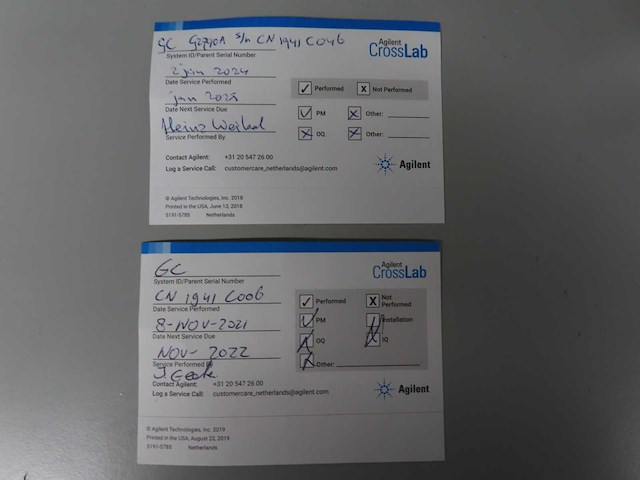 GC G2790A s/n CN1941C006
System ID/Parent Serial Number
2 jun 2024
Date Service Performed
jun 2025
Date Next Service Due
Heinz Weikel
Service Performed By
Contact Agilent: +31 20 547 26 00
Log a Service Call: customercare_netherlands@agilent.com
© Agilent Technologies, Inc. 2018
Printed in the USA, June 13, 2018
5191-5785 Netherlands
Agilent
CrossLab
✓ Performed X Not Performed
PM Other:
OQ Other:
Agilent
GC
System ID/Parent Serial Number
CN 1941 C006
Date Service Performed
8-NOV-2021
Date Next Service Due
NOV-2022
Service Performed By
Contact Agilent: +31 20 547 26 00
Log a Service Call: customercare_netherlands@agilent.com
© Agilent Technologies, Inc. 2019
Printed in the USA, August 23, 2019
5191-5785 Netherlands
Agilent
CrossLab
✓ Performed X Not Performed
PM Installation
OQ IQ
Other:
Agilent